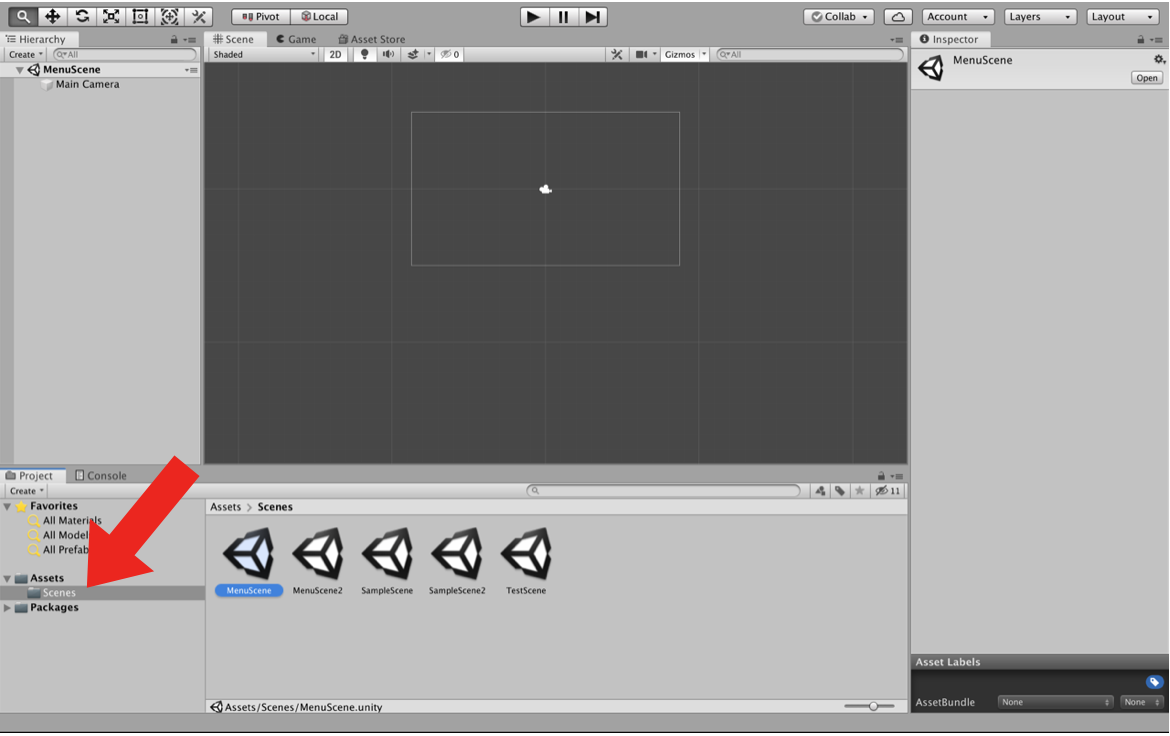 Pivot Local Collab Account Layers Layout
Hierarchy Scene Game Asset Store Inspector
Create All Shaded 2D 0 Gizmos All
MenuScene
Main Camera
MenuScene
Open
Project Console
Create 11
Favorites
All Materials
All Model
All Prefab
Assets
Scenes
Packages
Assets > Scenes
MenuScene MenuScene2 SampleScene SampleScene2 TestScene
Assets/Scenes/MenuScene.unity
Asset Labels
AssetBundle None None